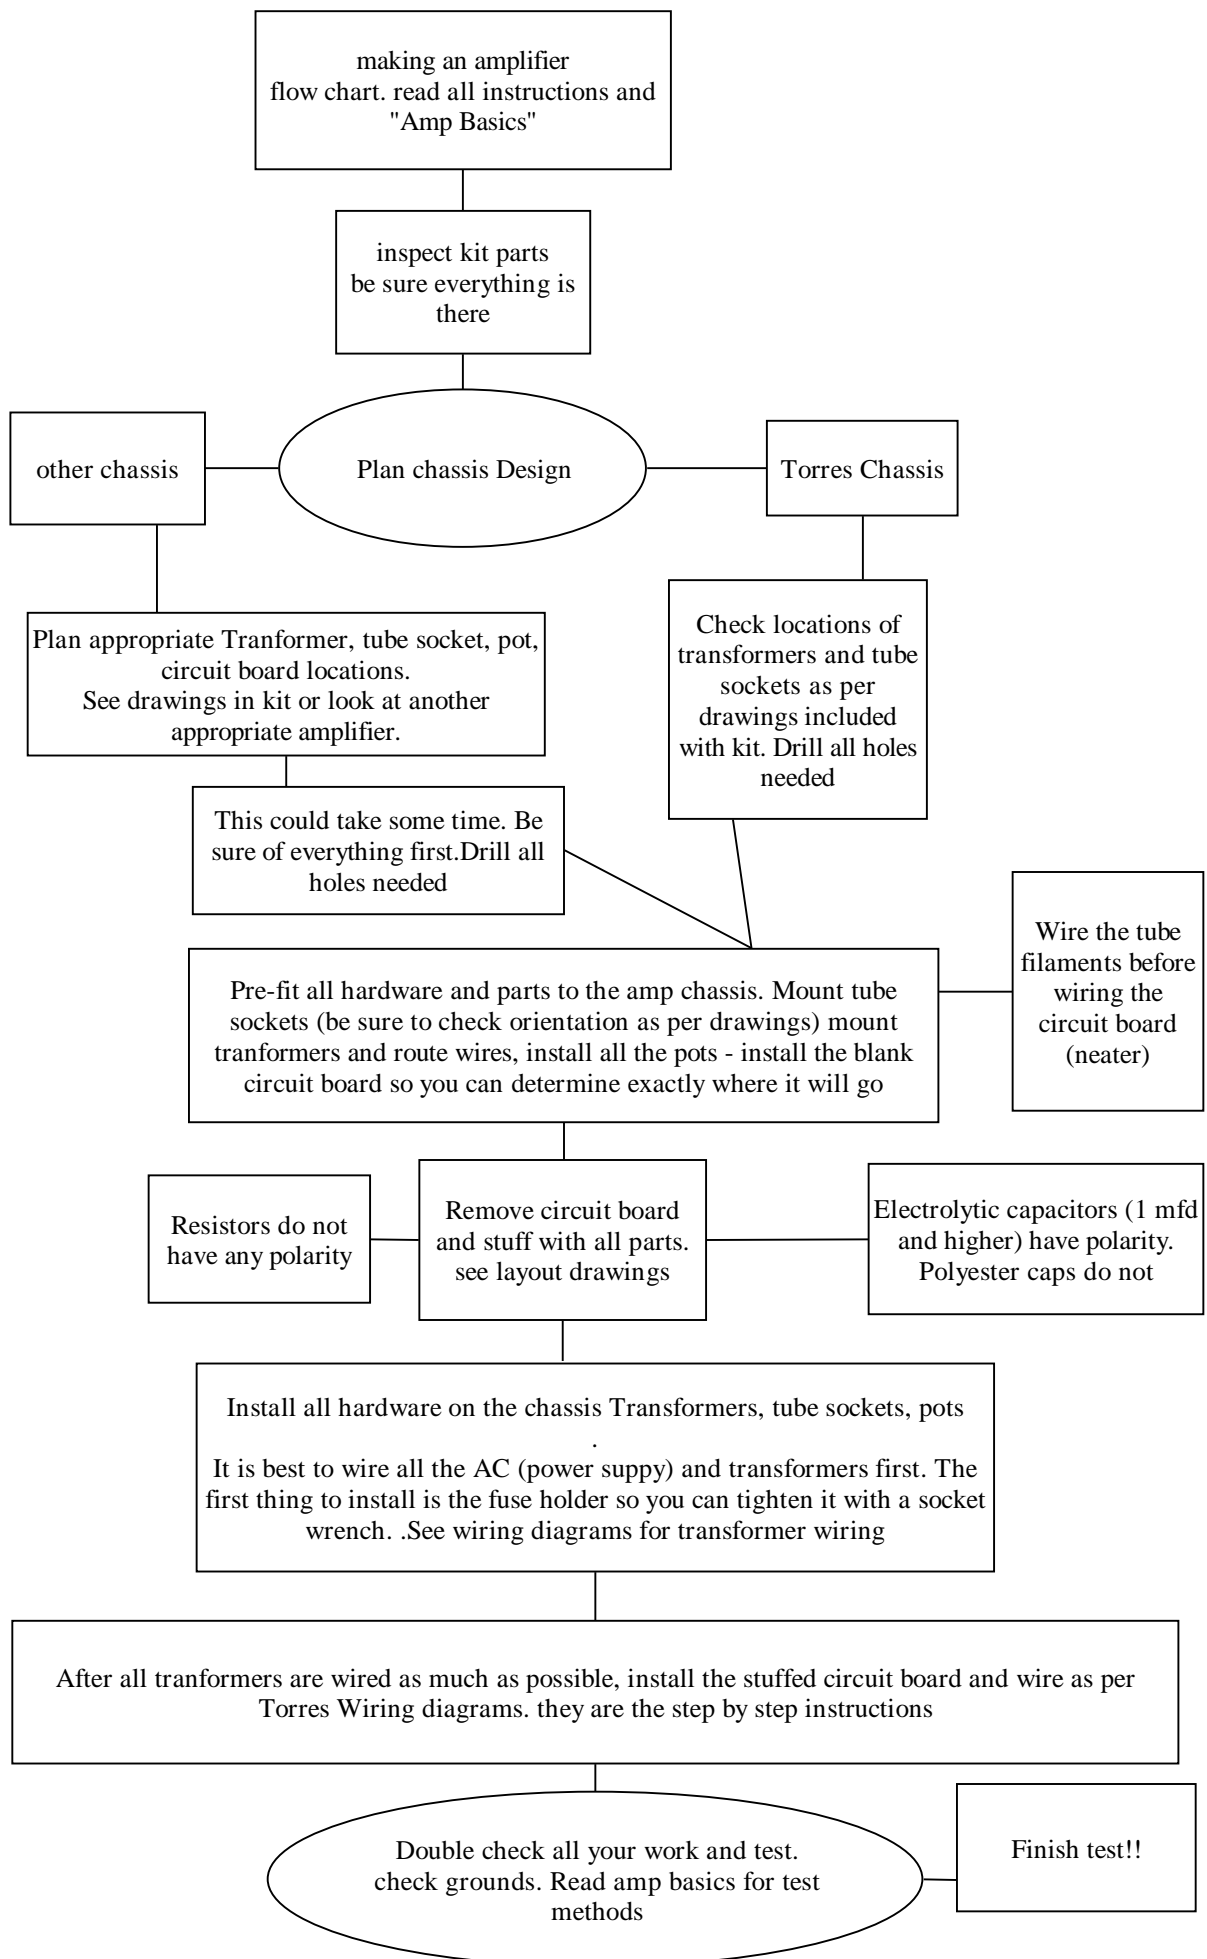 making an amplifier
flow chart. read all instructions and
"Amp Basics"
inspect kit parts
be sure everything is
there
other chassis
Plan chassis Design
Torres Chassis
Plan appropriate Tranformer, tube socket, pot,
circuit board locations.
See drawings in kit or look at another
appropriate amplifier.
Check locations of
transformers and tube
sockets as per
drawings included
with kit. Drill all holes
needed
This could take some time. Be
sure of everything first.Drill all
holes needed
Pre-fit all hardware and parts to the amp chassis. Mount tube
sockets (be sure to check orientation as per drawings) mount
tranformers and route wires, install all the pots - install the blank
circuit board so you can determine exactly where it will go
Wire the tube
filaments before
wiring the
circuit board
(neater)
Resistors do not
have any polarity
Remove circuit board
and stuff with all parts.
see layout drawings
Electrolytic capacitors (1 mfd
and higher) have polarity.
Polyester caps do not
Install all hardware on the chassis Transformers, tube sockets, pots
.
It is best to wire all the AC (power suppy) and transformers first. The
first thing to install is the fuse holder so you can tighten it with a socket
wrench. .See wiring diagrams for transformer wiring
After all tranformers are wired as much as possible, install the stuffed circuit board and wire as per
Torres Wiring diagrams. they are the step by step instructions
Double check all your work and test.
check grounds. Read amp basics for test
methods
Finish test!!